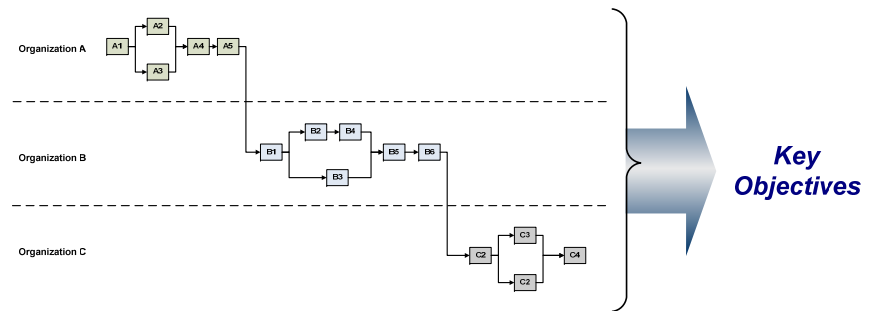 A2
Organization A
A1
A4
A5
A3
B2
B4
Organization B
B1
B5
B6
B3
Key
Objectives
C3
Organization C
C2
C4
C2